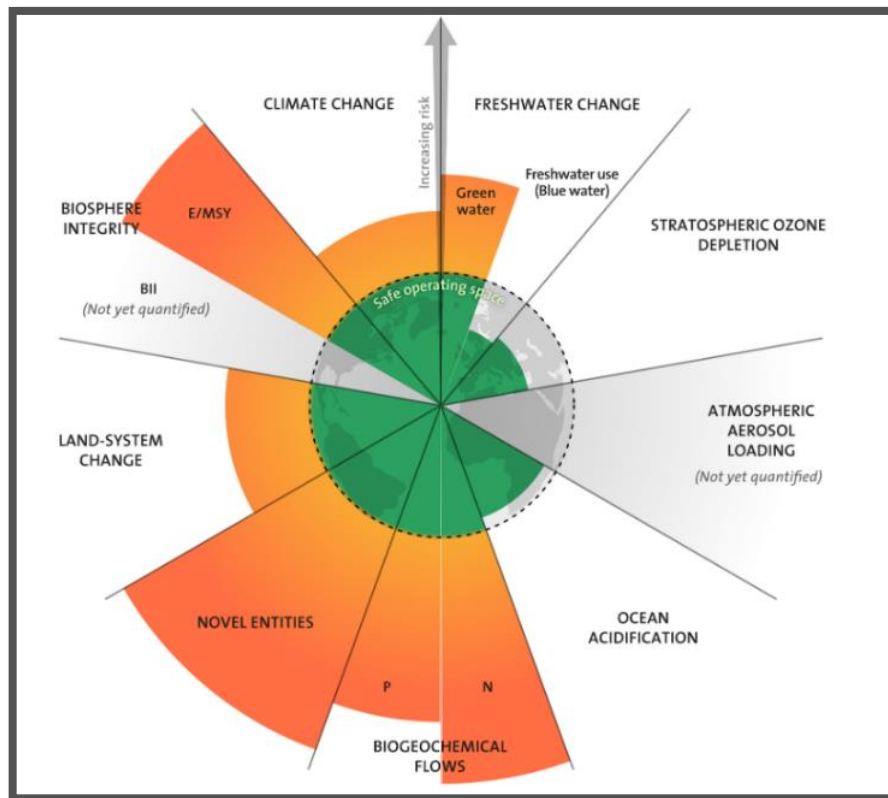 CLIMATE CHANGE
Increasing risk
FRESHWATER CHANGE
Green
water
Freshwater use
(Blue water)
STRATOSPHERIC OZONE
DEPLETION
ATMOSPHERIC
AEROSOL
LOADING
(Not yet quantified)
OCEAN
ACIDIFICATION
N
P
BIOGEOCHEMICAL
FLOWS
NOVEL ENTITIES
LAND-SYSTEM
CHANGE
BIOSPHERE
INTEGRITY
E/MSY
BII
(Not yet quantified)
Safe operating space